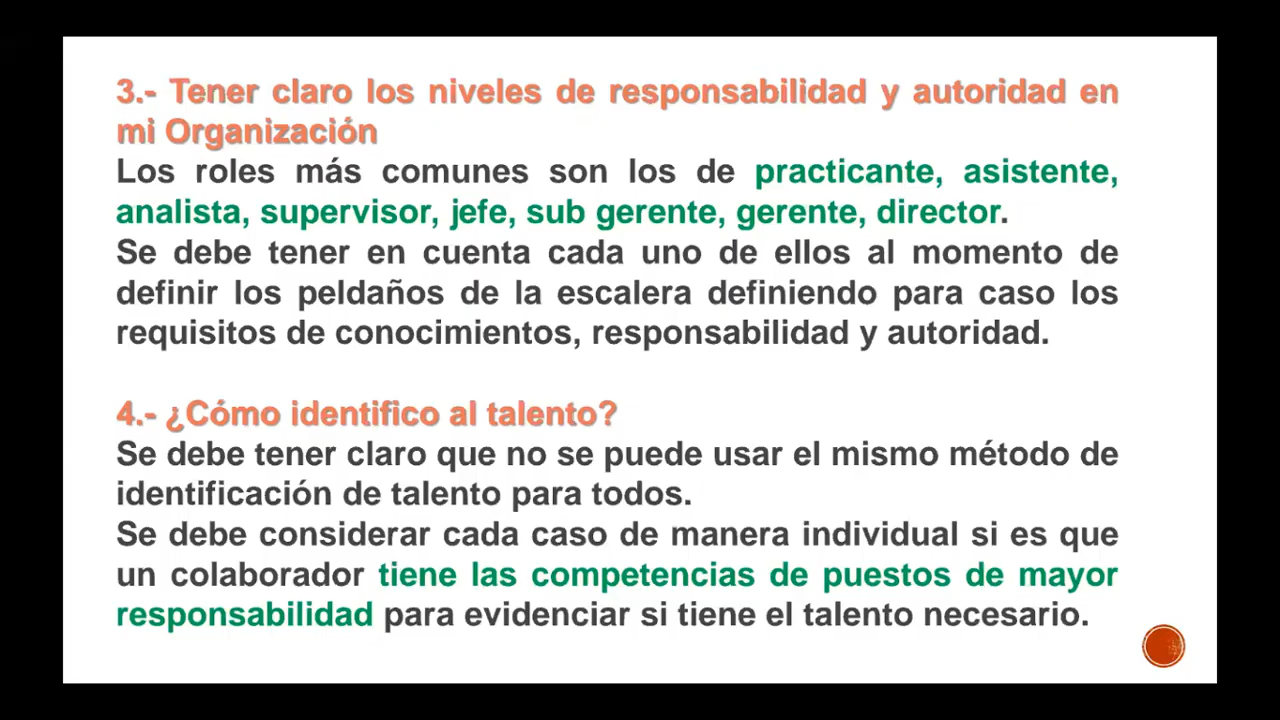 3.- Tener claro los niveles de responsabilidad y autoridad en
mi Organización
Los roles más comunes son los de practicante, asistente,
analista, supervisor, jefe, sub gerente, gerente, director.
Se debe tener en cuenta cada uno de ellos al momento de
definir los peldaños de la escalera definiendo para caso los
requisitos de conocimientos, responsabilidad y autoridad.
4.- ¿Cómo identifico al talento?
Se debe tener claro que no se puede usar el mismo método de
identificación de talento para todos.
Se debe considerar cada caso de manera individual si es que
un colaborador tiene las competencias de puestos de mayor
responsabilidad para evidenciar si tiene el talento necesario.